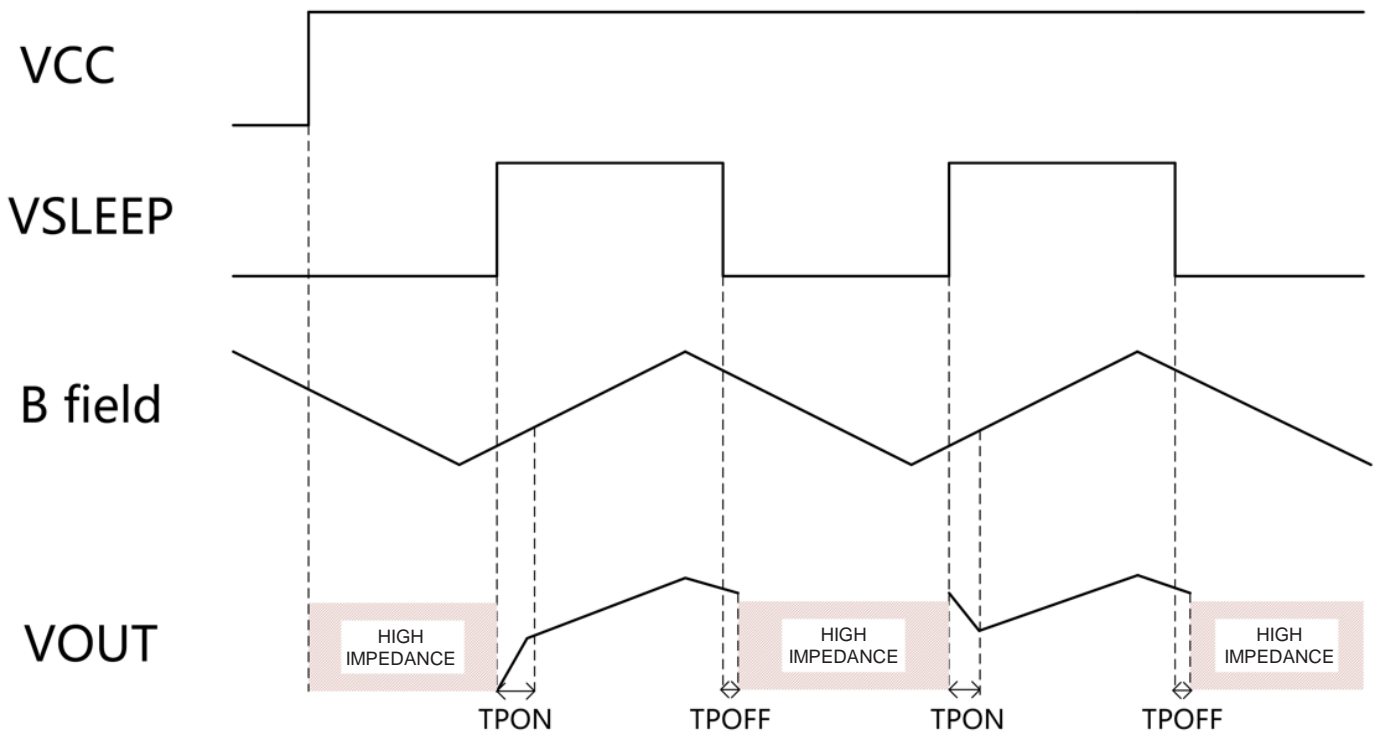 VCC
VSLEEP
B field
VOUT
HIGH
IMPEDANCE
HIGH
IMPEDANCE
HIGH
IMPEDANCE
TPON
TPOFF
TPON
TPOFF